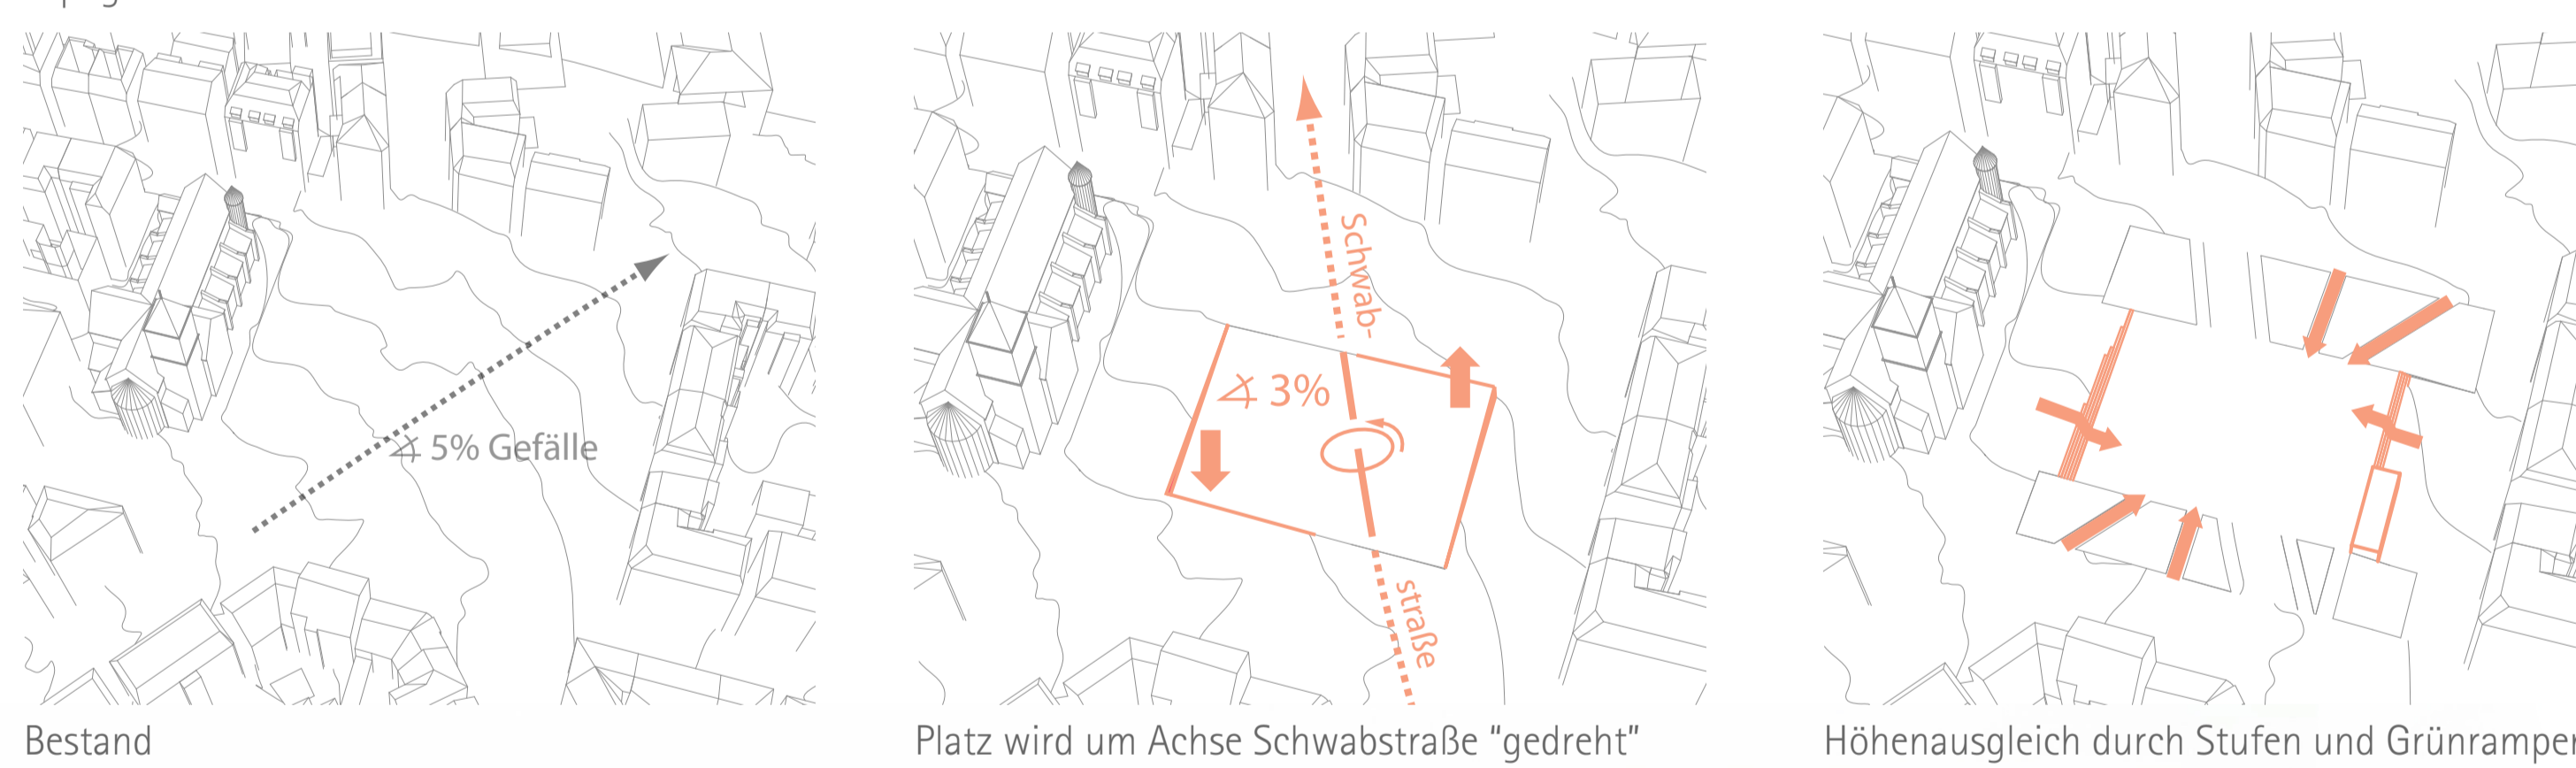 ∡ 5% Gefälle
Bestand
Schwab-
∡ 3%
straße
Platz wird um Achse Schwabstraße "gedreht"
Höhenausgleich durch Stufen und Grünrampen